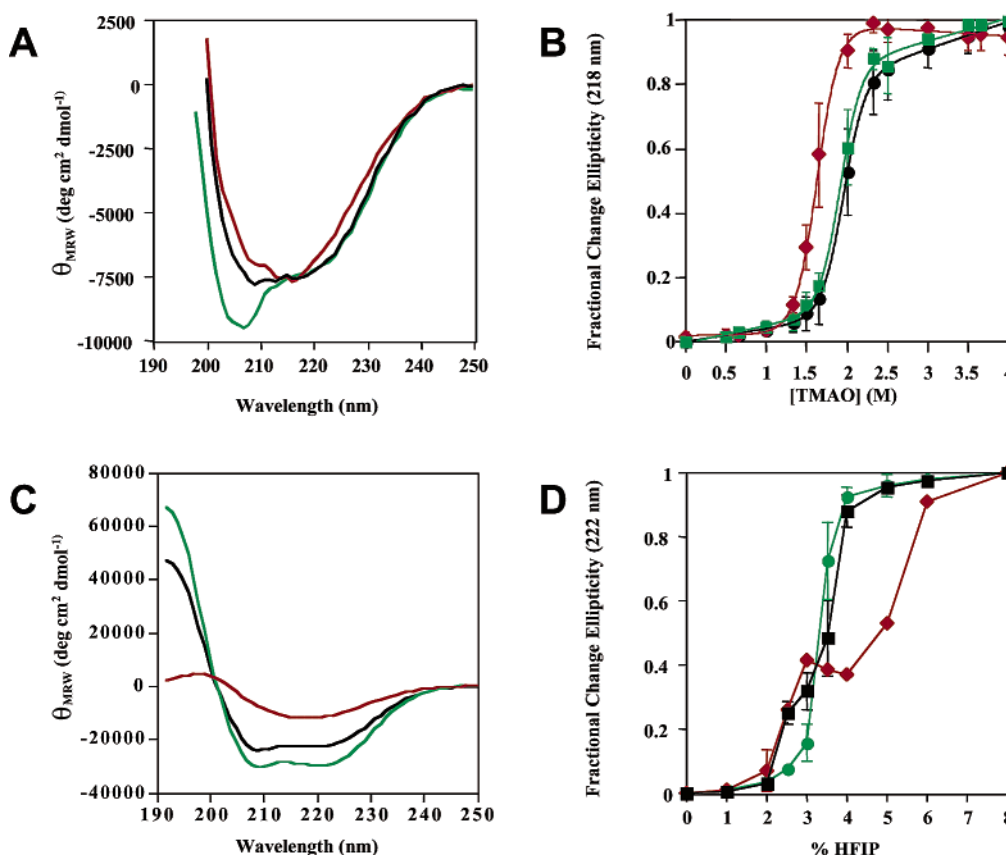 A
2500
0
-2500
-5000
-7500
-10000
θMRW (deg cm² dmol⁻¹)
190 200 210 220 230 240 250
Wavelength (nm)
B
1
0.8
0.6
0.4
0.2
0
Fractional Change Ellipticity (218 nm)
0 0.5 1 1.5 2 2.5 3 3.5 4
[TMAO] (M)
C
80000
60000
40000
20000
0
-20000
-40000
θMRW (deg cm² dmol⁻¹)
190 200 210 220 230 240 250
Wavelength (nm)
D
1
0.8
0.6
0.4
0.2
0
Fractional Change Ellipticity (222 nm)
0 1 2 3 4 5 6 7 8
% HFIP